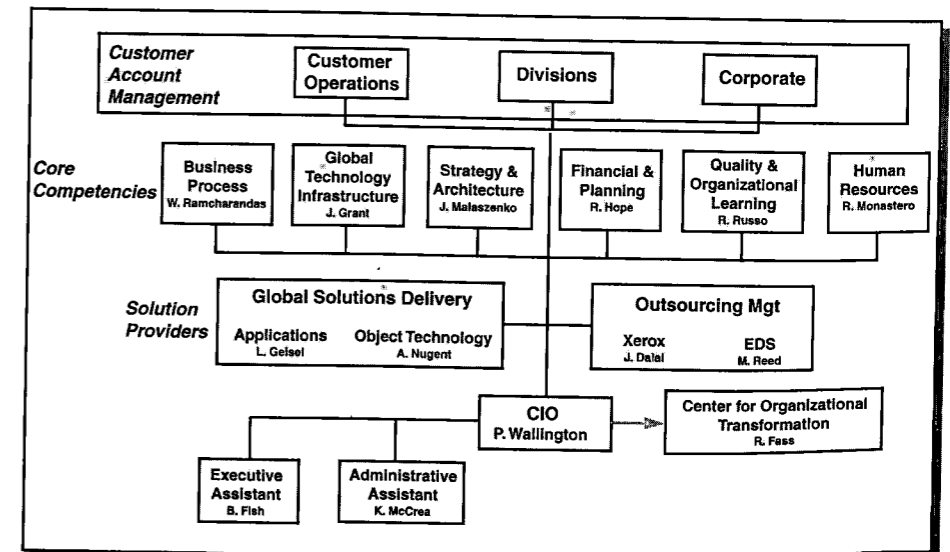 Customer
Account
Management
Customer
Operations
Divisions
Corporate
Core
Competencies
Business
Process
W. Ramcharandas
Global
Technology
Infrastructure
J. Grant
Strategy &
Architecture
J. Malaszenko
Financial &
Planning
R. Hope
Quality &
Organizational
Learning
R. Russo
Human
Resources
R. Monastero
Solution
Providers
Global Solutions Delivery
Applications
L. Geisel
Object Technology
A. Nugent
Outsourcing Mgt
Xerox
J. Dalal
EDS
M. Reed
CIO
P. Wallington
Center for Organizational
Transformation
R. Fass
Executive
Assistant
B. Fish
Administrative
Assistant
K. McCrea